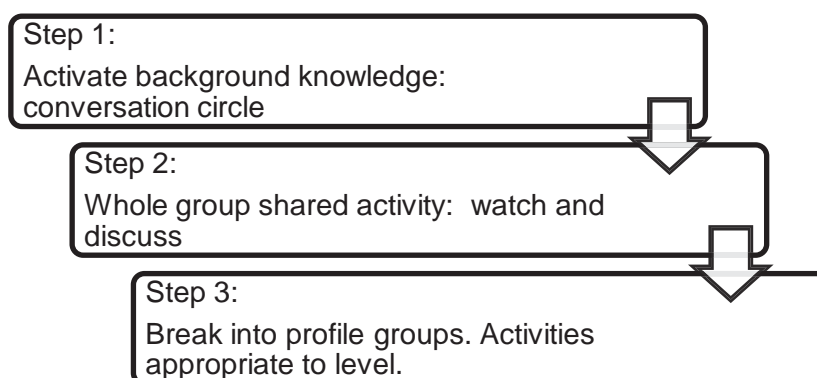 Step 1:
Activate background knowledge:
conversation circle
Step 2:
Whole group shared activity: watch and
discuss
Step 3:
Break into profile groups. Activities
appropriate to level.